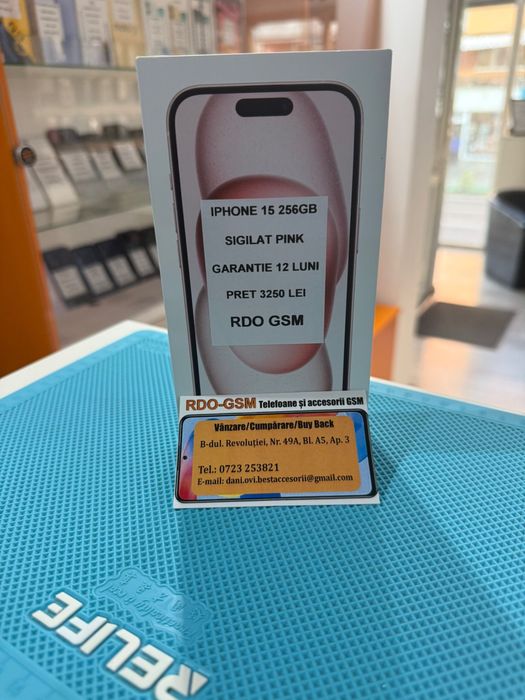 IPHONE 15 256GB
SIGILAT PINK
GARANTIE 12 LUNI
PRET 3250 LEI
RDO GSM
RDO-GSM Telefoane și accesorii GSM
Vânzare/Cumpărare/Buy Back
B-dul. Revoluției, Nr. 49A, Bl. A5, Ap. 3
Tel.: 0723 253821
E-mail: dani.ovi.bestaccesorii@gmail.com
RELIFE